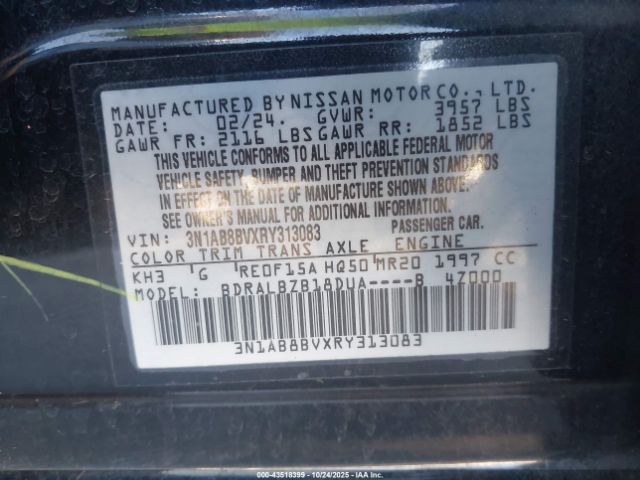 MANUFACTURED BY NISSAN MOTOR CO., LTD.
DATE: 02/24. GVWR: 3957 LBS
GAWR FR: 2116 LBS GAWR RR: 1852 LBS
THIS VEHICLE CONFORMS TO ALL APPLICABLE FEDERAL MOTOR
VEHICLE SAFETY, BUMPER AND THEFT PREVENTION STANDARDS
IN EFFECT ON THE DATE OF MANUFACTURE SHOWN ABOVE.
SEE OWNER'S MANUAL FOR ADDITIONAL INFORMATION.
VIN: 3N1AB8BVXRY313083 PASSENGER CAR.
COLOR TRIM TRANS AXLE ENGINE
KH3 G RE0F15A HQ50 MR20 1997 CC
MODEL: BDRALBZB18DUA----B 4Z000
3N1AB8BVXRY313083
000-43518399 - 10/24/2025 - IAA Inc.